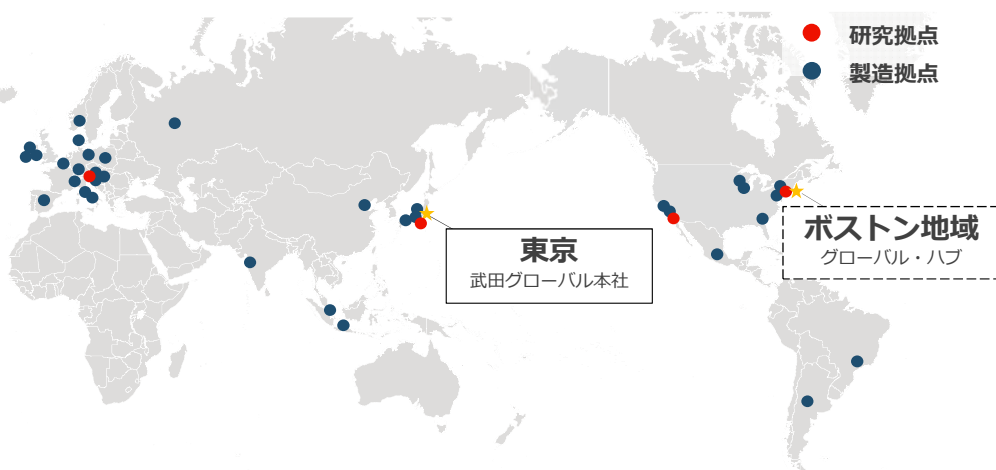 研究拠点
製造拠点
東京
武田グローバル本社
ボストン地域
グローバル・ハブ